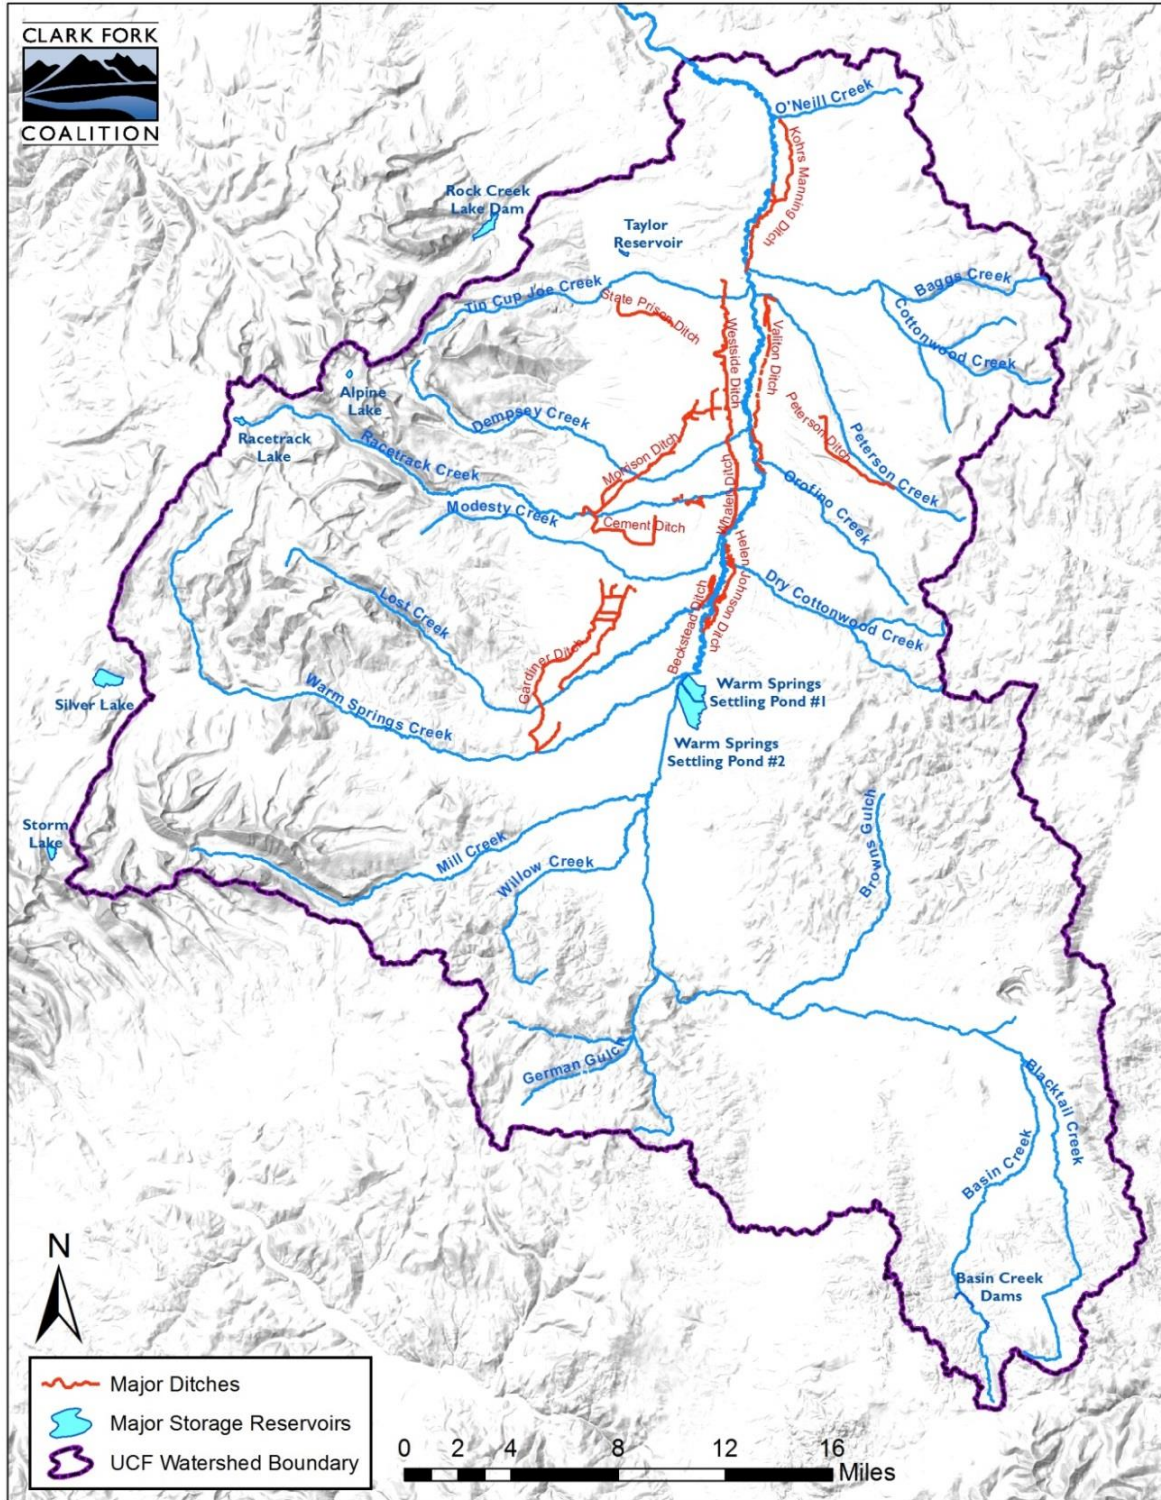 CLARK FORK
COALITION
O'Neill Creek
Kohrs Manning Ditch
Rock Creek
Lake Dam
Taylor
Reservoir
Baggs Creek
Tin Cup Joe Creek
State Prison Ditch
Cottonwood Creek
Westside Ditch
Valiton Ditch
Alpine
Lake
Peterson Ditch
Dempsey Creek
Racetrack
Lake
Racetrack Creek
Morrison Ditch
Peterson Creek
Modesty Creek
Cement Ditch
Whalen Ditch
Orofino Creek
Helen Johnson Ditch
Dry Cottonwood Creek
Lost Creek
Beckstead Ditch
Gardiner Ditch
Silver Lake
Warm Springs Creek
Warm Springs
Settling Pond #1
Warm Springs
Settling Pond #2
Storm
Lake
Mill Creek
Willow Creek
Browns Gulch
German Gulch
Blacktail Creek
Basin Creek
Basin Creek
Dams
N
Major Ditches
Major Storage Reservoirs
UCF Watershed Boundary
0 2 4 8 12 16
Miles